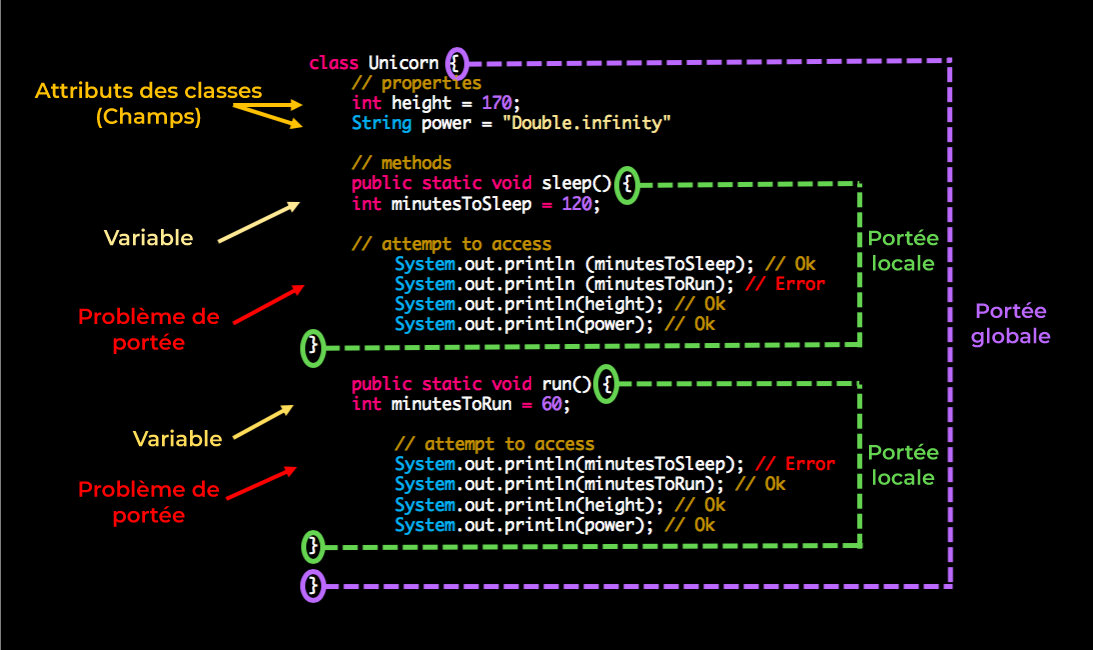 class Unicorn {
// properties
Attributs des classes
(Champs)
int height = 170;
String power = "Double.infinity"
// methods
public static void sleep() {
int minutesToSleep = 120;
Variable
// attempt to access
System.out.println (minutesToSleep); // Ok
System.out.println (minutesToRun); // Error
System.out.println(height); // Ok
System.out.println(power); // Ok
Problème de
portée
}
Portée
locale
Portée
globale
public static void run() {
int minutesToRun = 60;
Variable
// attempt to access
System.out.println(minutesToSleep); // Error
System.out.println(minutesToRun); // Ok
System.out.println(height); // Ok
System.out.println(power); // Ok
Problème de
portée
Portée
locale
}
}